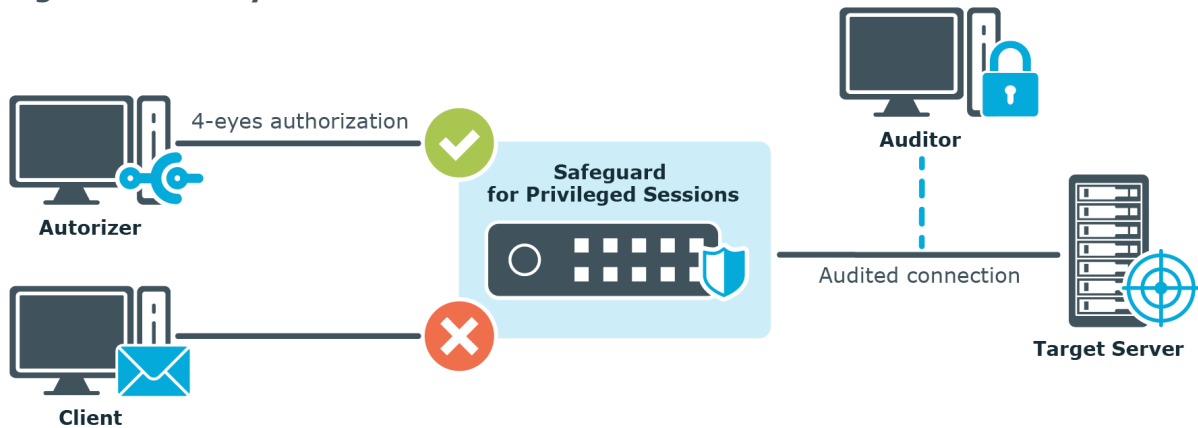 4-eyes authorization
Autorizer
Safeguard
for Privileged Sessions
Auditor
Audited connection
Target Server
Client